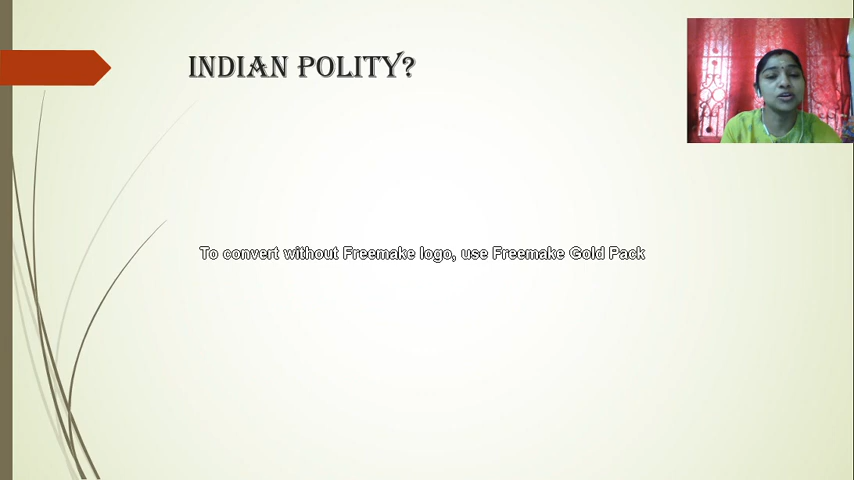 INDIAN POLITY?
To convert without Freemake logo, use Freemake Gold Pack